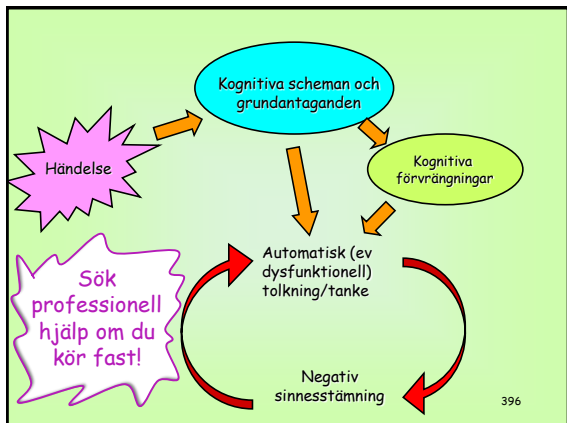 Kognitiva scheman och
grundantaganden
Händelse
Kognitiva
förvrängningar
Automatisk (ev
dysfunktionell)
tolkning/tanke
Sök
professionell
hjälp om du
kör fast!
Negativ
sinnesstämning
396